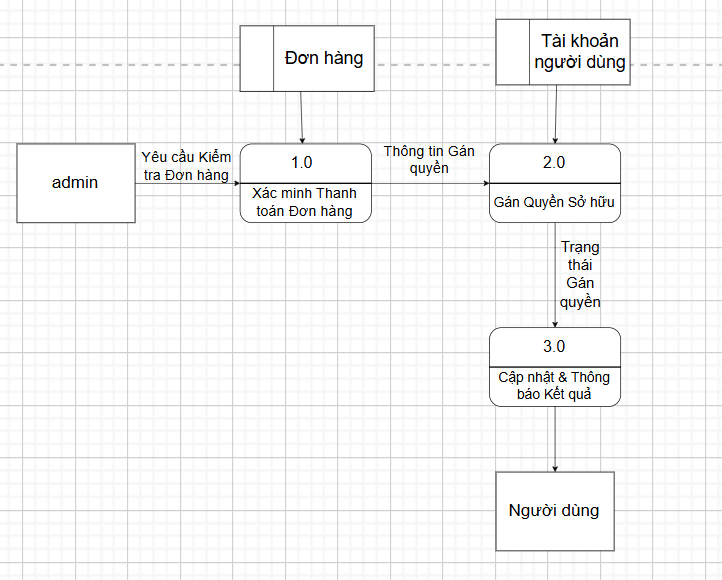 Đơn hàng
Tài khoản
người dùng
admin
Yêu cầu Kiểm
tra Đơn hàng
1.0
Xác minh Thanh
toán Đơn hàng
Thông tin Gán
quyền
2.0
Gán Quyền Sở hữu
Trạng
thái
Gán
quyền
3.0
Cập nhật & Thông
báo Kết quả
Người dùng